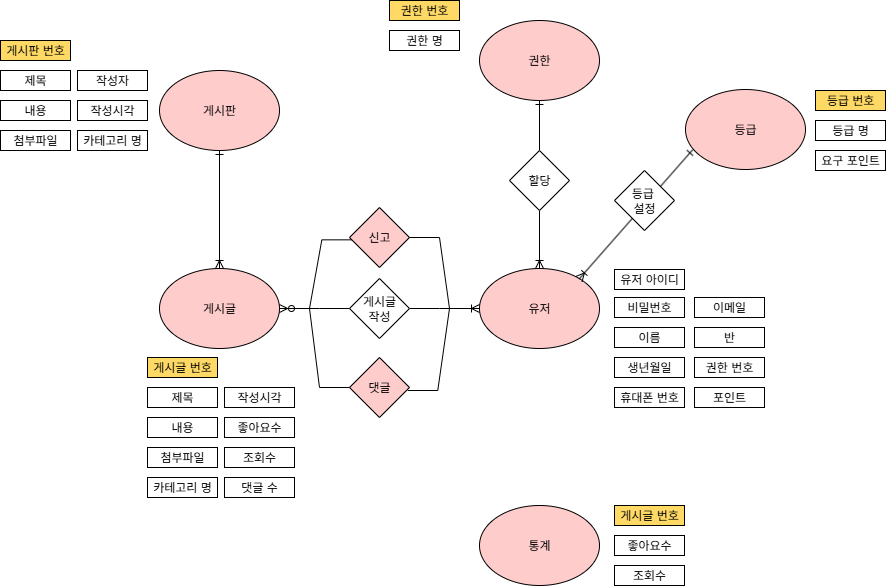 권한 번호
권한 명
권한
게시판 번호
제목
작성자
내용
작성시각
첨부파일
카테고리 명
게시판
등급
등급 번호
등급 명
요구 포인트
할당
등급
설정
신고
게시글
게시글
작성
유저
댓글
유저 아이디
비밀번호
이메일
이름
반
생년월일
권한 번호
휴대폰 번호
포인트
게시글 번호
제목
작성시각
내용
좋아요수
첨부파일
조회수
카테고리 명
댓글 수
통계
게시글 번호
좋아요수
조회수